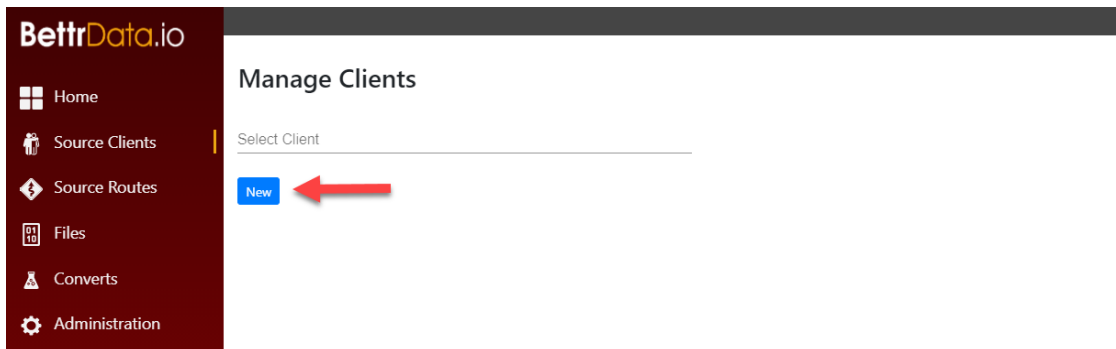 BettrData.io
Home
Source Clients
Source Routes
Files
Converts
Administration
Manage Clients
Select Client
New